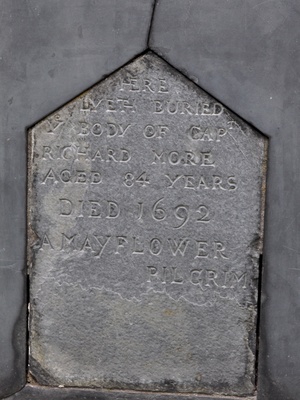 HERE
LYETH BURIED
Yᵉ BODY OF CAPᵀ
RICHARD MORE
AGED 84 YEARS
DIED 1692
A MAYFLOWER
PILGRIM